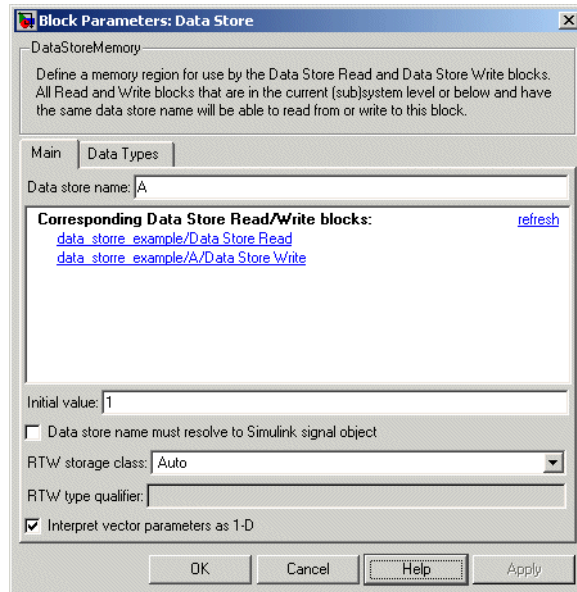 Block Parameters: Data Store
DataStoreMemory
Define a memory region for use by the Data Store Read and Data Store Write blocks.
All Read and Write blocks that are in the current (sub)system level or below and have
the same data store name will be able to read from or write to this block.
Main Data Types
Data store name: A
Corresponding Data Store Read/Write blocks: refresh
data_storre_example/Data Store Read
data_storre_example/A/Data Store Write
Initial value: 1
Data store name must resolve to Simulink signal object
RTW storage class: Auto
RTW type qualifier:
Interpret vector parameters as 1-D
OK Cancel Help Apply